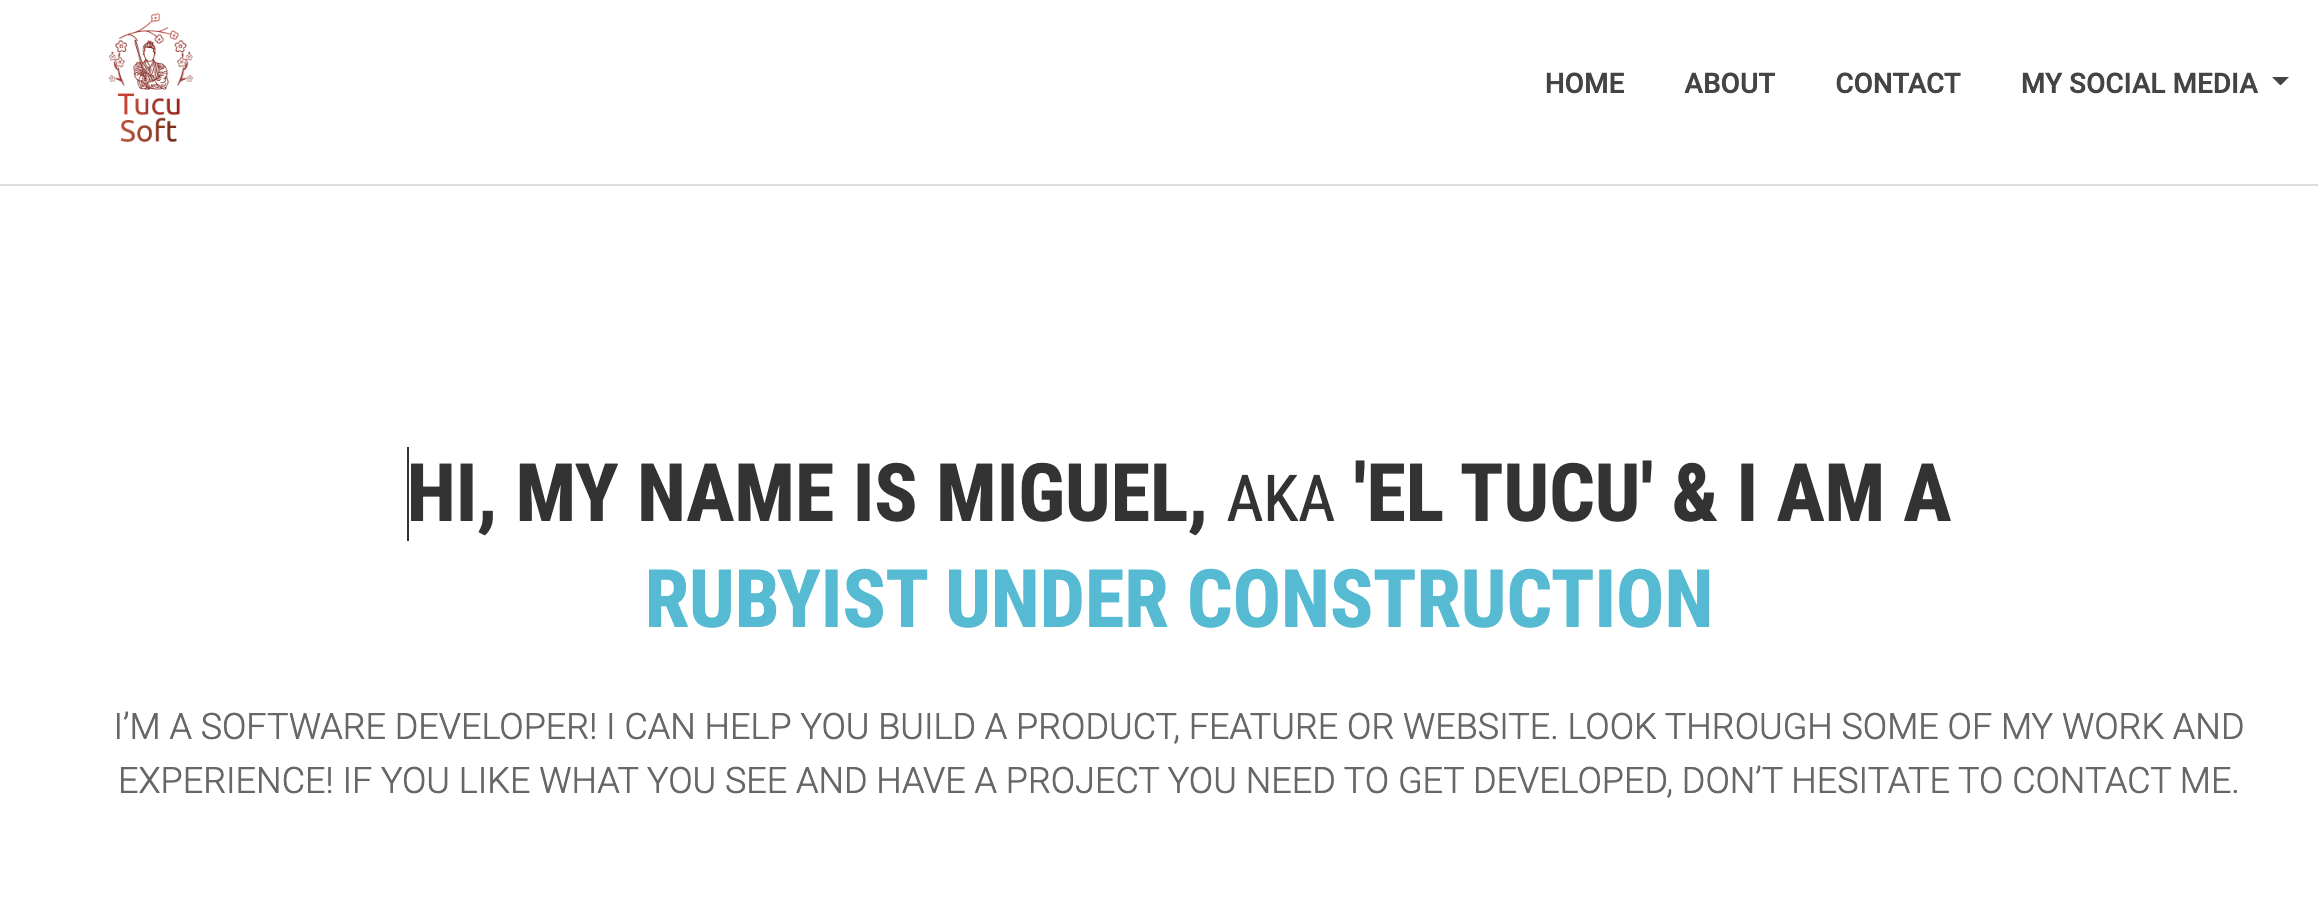 Tucu
Soft
HOME ABOUT CONTACT MY SOCIAL MEDIA
HI, MY NAME IS MIGUEL, AKA 'EL TUCU' & I AM A
RUBYIST UNDER CONSTRUCTION
I’M A SOFTWARE DEVELOPER! I CAN HELP YOU BUILD A PRODUCT, FEATURE OR WEBSITE. LOOK THROUGH SOME OF MY WORK AND
EXPERIENCE! IF YOU LIKE WHAT YOU SEE AND HAVE A PROJECT YOU NEED TO GET DEVELOPED, DON’T HESITATE TO CONTACT ME.